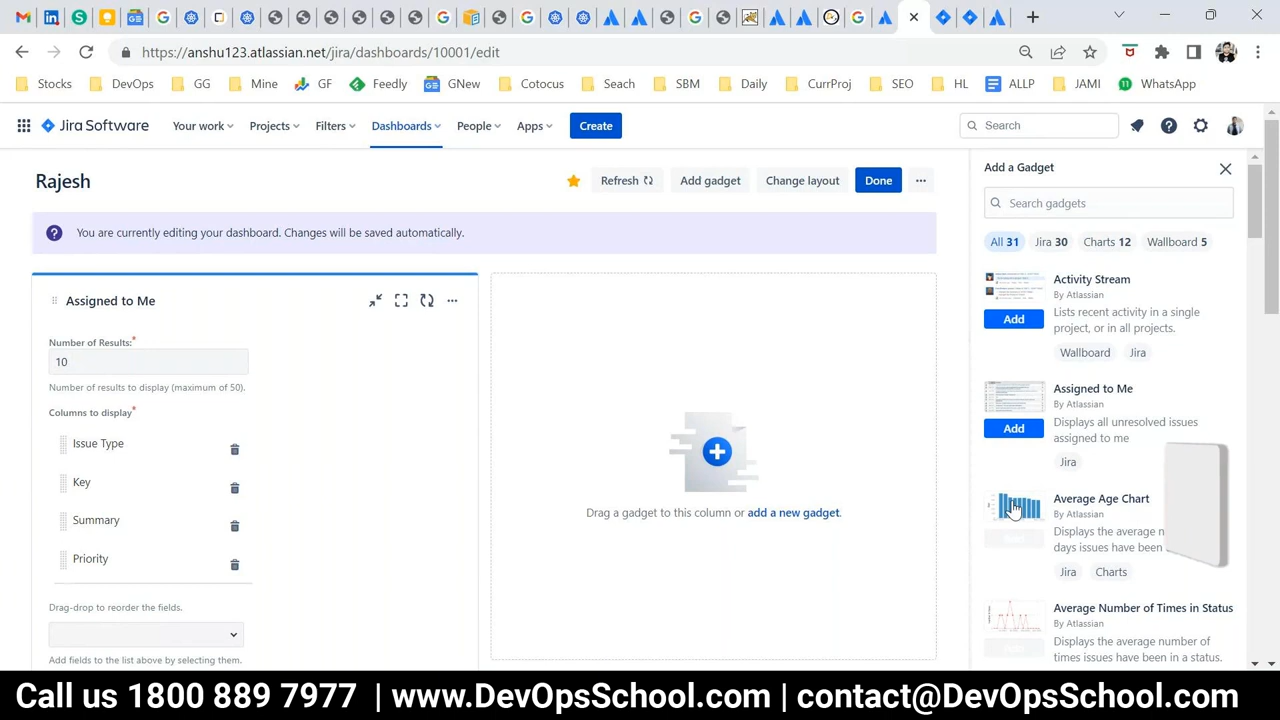 https://anshu123.atlassian.net/jira/dashboards/10001/edit
Stocks DevOps GG Mine GF Feedly GNew Cotocus Seach SBM Daily CurrProj SEO HL ALLP JAMI WhatsApp
Jira Software Your work Projects Filters Dashboards People Apps Create Search
Rajesh Refresh Add gadget Change layout Done
You are currently editing your dashboard. Changes will be saved automatically.
Assigned to Me
Number of Results:*
10
Number of results to display (maximum of 50).
Columns to display*
Issue Type
Key
Summary
Priority
Drag-drop to reorder the fields.
Add fields to the list above by selecting them.
Drag a gadget to this column or add a new gadget.
Add a Gadget
Search gadgets
All 31 Jira 30 Charts 12 Wallboard 5
Activity Stream
By Atlassian
Add
Lists recent activity in a single
project, or in all projects.
Wallboard Jira
Assigned to Me
By Atlassian
Add
Displays all unresolved issues
assigned to me
Jira
Average Age Chart
By Atlassian
Displays the average
days issues have been
Jira Charts
Average Number of Times in Status
By Atlassian
Displays the average number of
times issues have been in a status.
Call us 1800 889 7977 | www.DevOpsSchool.com | contact@DevOpsSchool.com